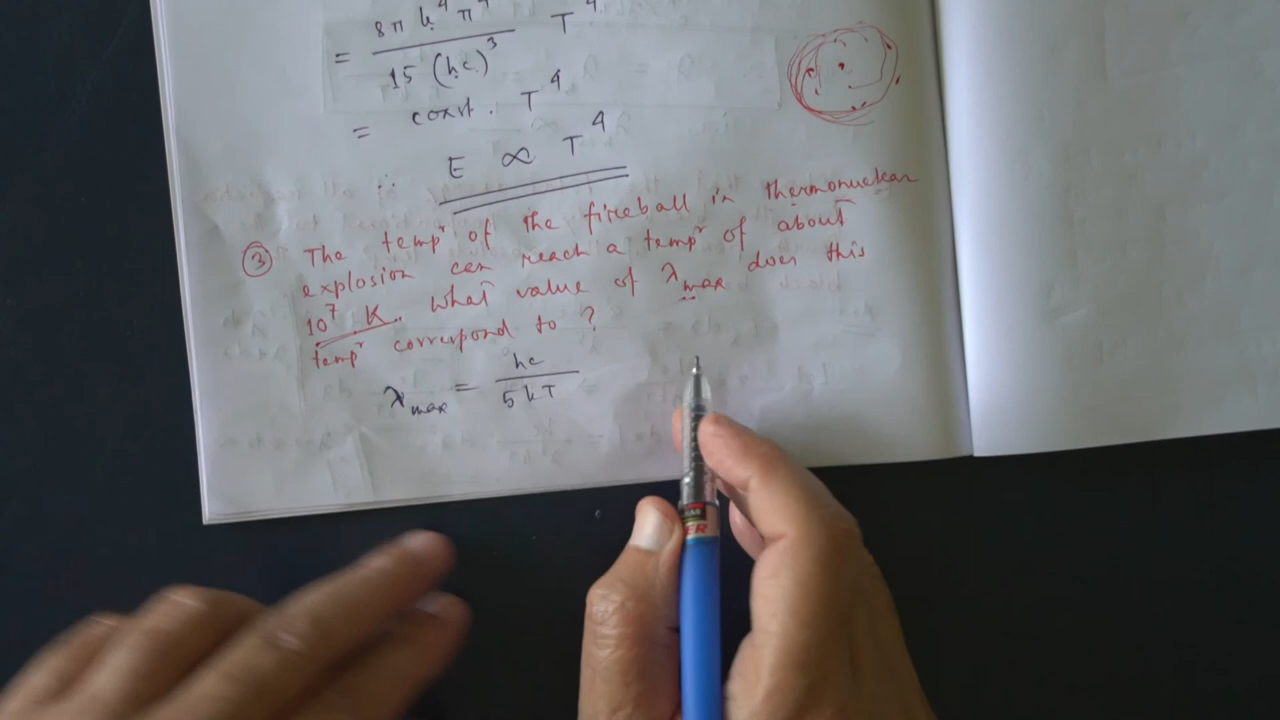 = 8π k⁴ π⁴ / 15 (hc)³ T⁴
= const. T⁴
E ∝ T⁴
③ The tempʳ of the fireball in thermonuclear
explosion can reach a tempʳ of about
10⁷ K. What value of λmax does this
tempʳ correspond to ?
λmax = hc / 5kT
ER